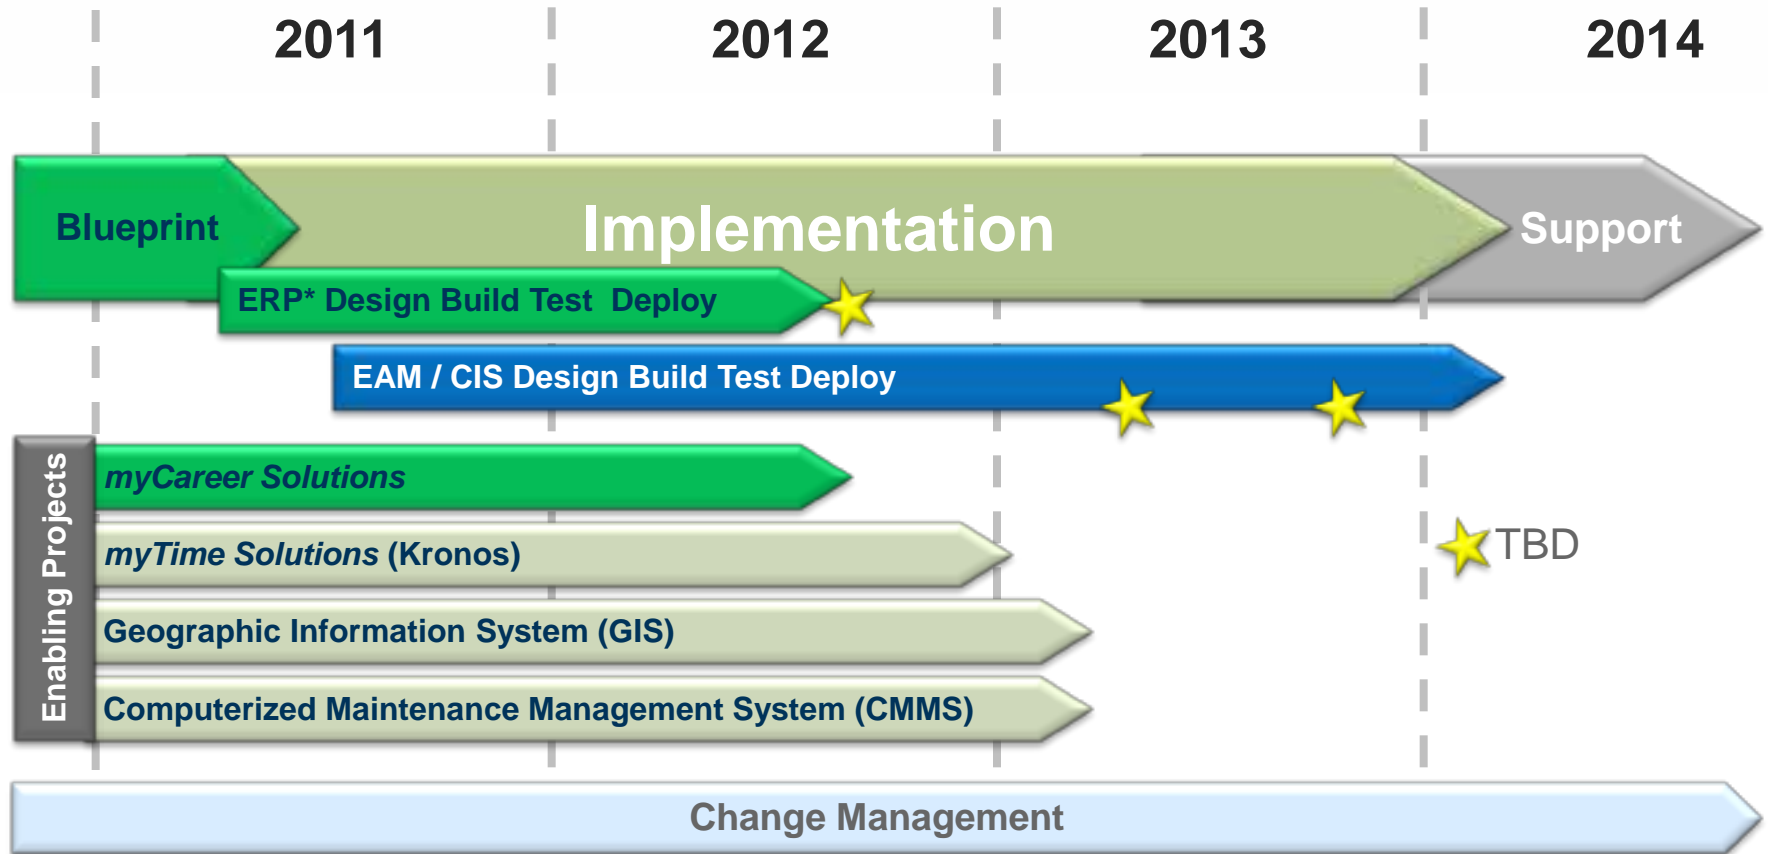 2011
2012
2013
2014
Blueprint
Implementation
Support
ERP* Design Build Test  Deploy
EAM / CIS Design Build Test Deploy
Enabling Projects
myCareer Solutions
myTime Solutions (Kronos)
TBD
Geographic Information System (GIS)
Computerized Maintenance Management System (CMMS)
Change Management